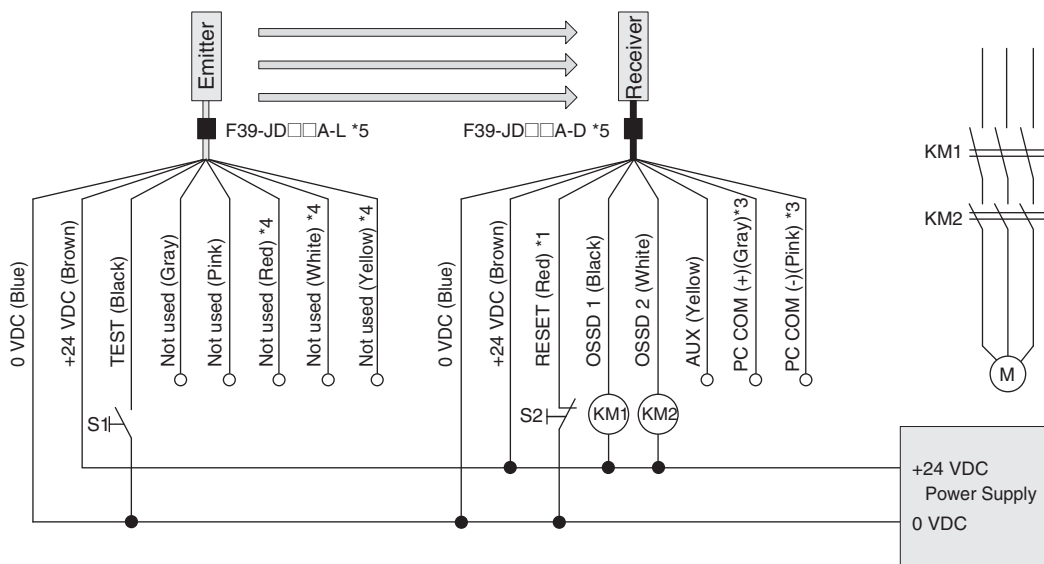 Emitter
Receiver
F39-JD□□A-L *5
F39-JD□□A-D *5
KM1
KM2
M
0 VDC (Blue)
+24 VDC (Brown)
TEST (Black)
Not used (Gray)
Not used (Pink)
Not used (Red) *4
Not used (White) *4
Not used (Yellow) *4
0 VDC (Blue)
+24 VDC (Brown)
RESET (Red) *1
OSSD 1 (Black)
OSSD 2 (White)
AUX (Yellow)
PC COM (+)(Gray)*3
PC COM (-)(Pink) *3
S1
S2
KM1
KM2
+24 VDC
Power Supply
0 VDC